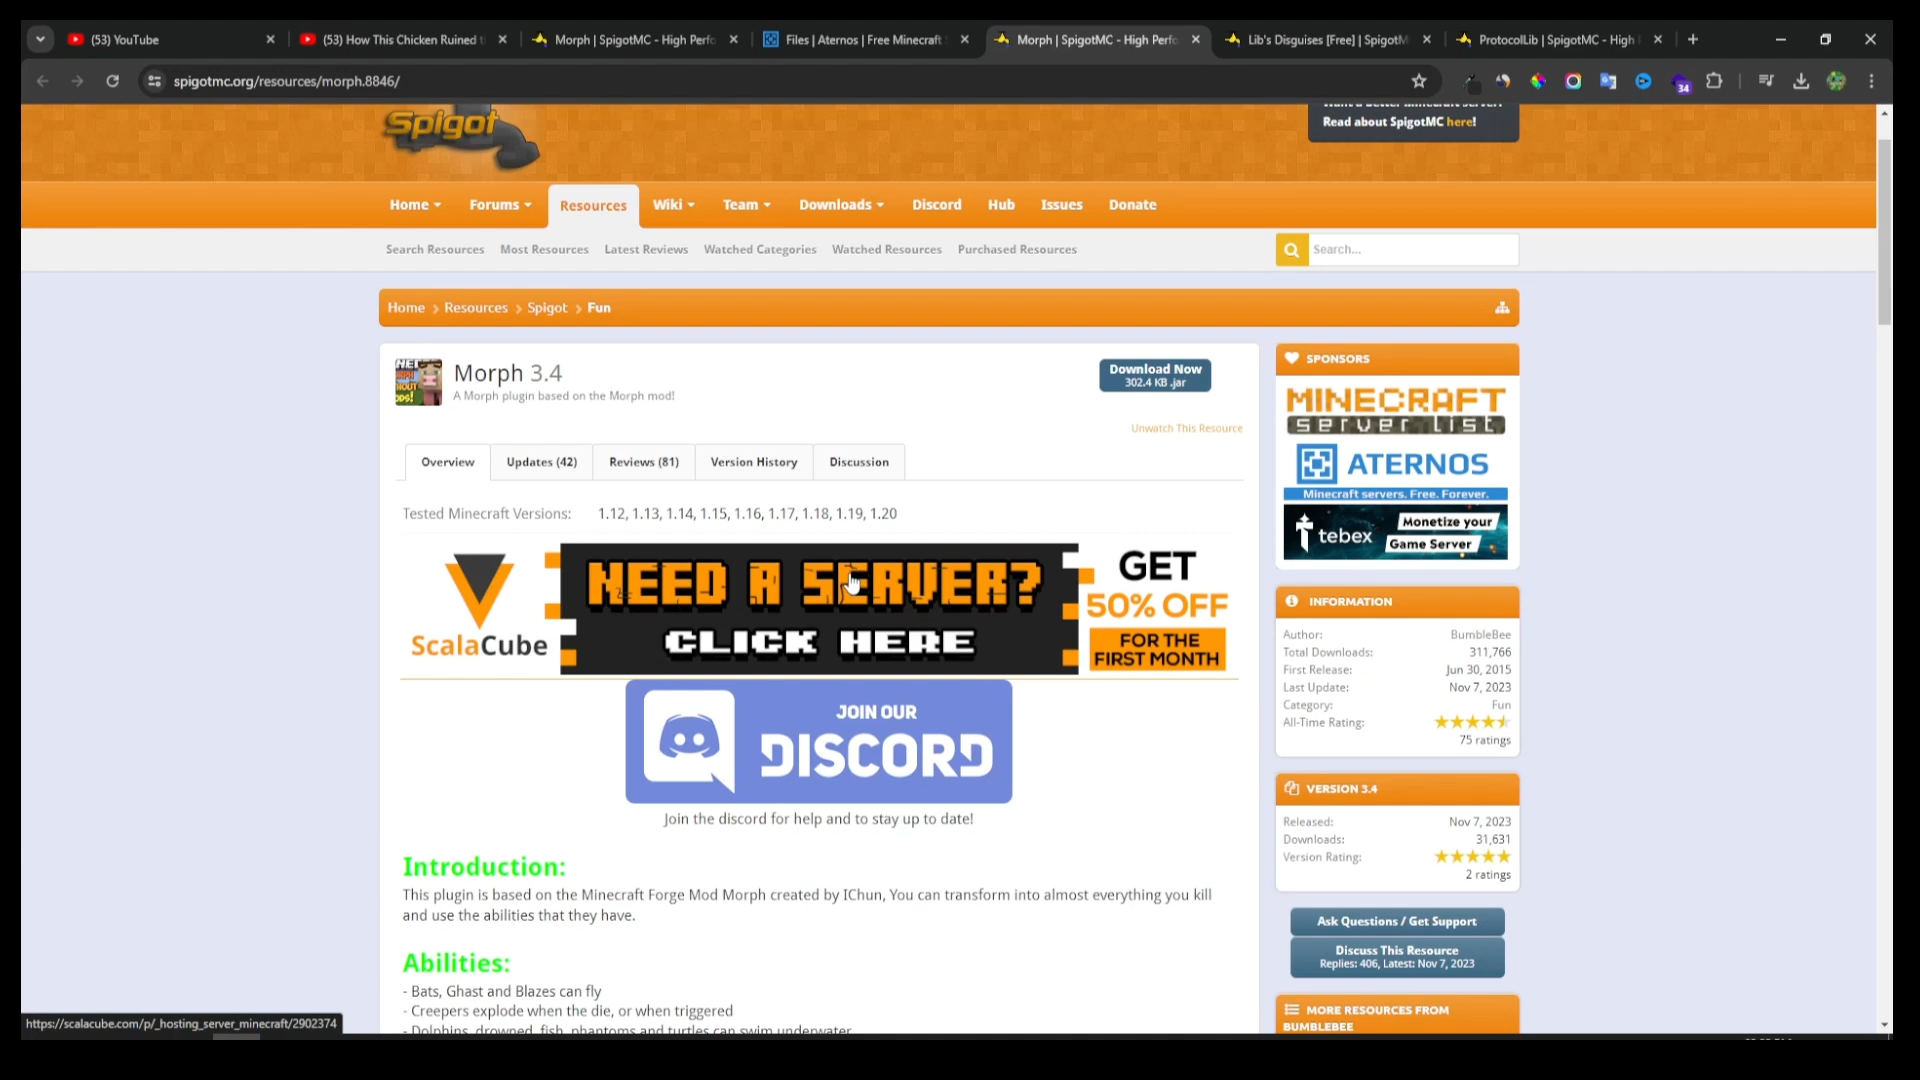 (53) YouTube
(53) How This Chicken Ruined t
Morph | SpigotMC - High Perfo
Files | Aternos | Free Minecraft
Morph | SpigotMC - High Perfo
Lib's Disguises [Free] | SpigotM
ProtocolLib | SpigotMC - High
spigotmc.org/resources/morph.8846/
34
Spigot
Read about SpigotMC here!
Home
Forums
Resources
Wiki
Team
Downloads
Discord
Hub
Issues
Donate
Search Resources
Most Resources
Latest Reviews
Watched Categories
Watched Resources
Purchased Resources
Search...
Home
Resources
Spigot
Fun
Morph 3.4
A Morph plugin based on the Morph mod!
Download Now
302.4 KB .jar
Unwatch This Resource
Overview
Updates (42)
Reviews (81)
Version History
Discussion
Tested Minecraft Versions: 1.12, 1.13, 1.14, 1.15, 1.16, 1.17, 1.18, 1.19, 1.20
ScalaCube
NEED A SERVER?
CLICK HERE
GET
50% OFF
FOR THE
FIRST MONTH
JOIN OUR
DISCORD
Join the discord for help and to stay up to date!
Introduction:
This plugin is based on the Minecraft Forge Mod Morph created by IChun, You can transform into almost everything you kill
and use the abilities that they have.
Abilities:
- Bats, Ghast and Blazes can fly
- Creepers explode when the die, or when triggered
- Dolphins, drowned, fish, phantoms and turtles can swim underwater
SPONSORS
MINECRAFT
server list
ATERNOS
Minecraft servers. Free. Forever.
tebex
Monetize your
Game Server
INFORMATION
Author: BumbleBee
Total Downloads: 311,766
First Release: Jun 30, 2015
Last Update: Nov 7, 2023
Category: Fun
All-Time Rating:
75 ratings
VERSION 3.4
Released: Nov 7, 2023
Downloads: 31,631
Version Rating:
2 ratings
Ask Questions / Get Support
Discuss This Resource
Replies: 406, Latest: Nov 7, 2023
MORE RESOURCES FROM
BUMBLEBEE
https://scalacube.com/p/_hosting_server_minecraft/2902374